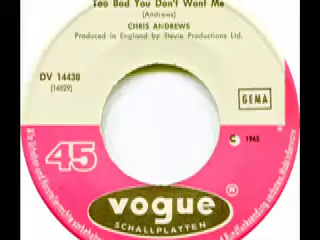 Too Bad You Don't Want Me
(Andrews)
CHRIS ANDREWS
Produced in England by Stevie Productions Ltd.
DV 14438
(14829)
GEMA
℗ 1965
45
vogue ®
SCHALLPLATTEN